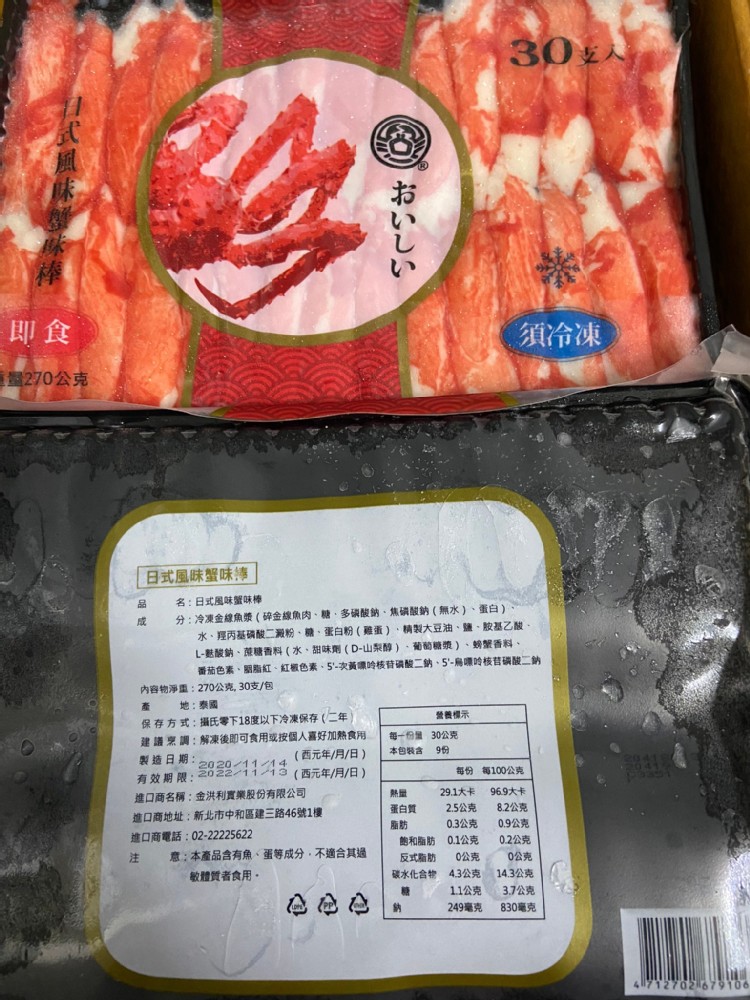 30支入
日式風味蟹味棒
®
おいしい
即食
須冷凍
重量270公克
日式風味蟹味棒
品名:日式風味蟹味棒
成分:冷凍金線魚漿(碎金線魚肉、糖、多磷酸鈉、焦磷酸鈉(無水)、蛋白)、
水、羥丙基磷酸二澱粉、糖、蛋白粉(雞蛋)、精製大豆油、鹽、胺基乙酸、
L-麩酸鈉、蔗糖香料(水、甜味劑(D-山梨醇)、葡萄糖漿)、螃蟹香料、
番茄色素、胭脂紅、紅椒色素、5'-次黃嘌呤核苷磷酸二鈉、5'-鳥嘌呤核苷磷酸二鈉
內容物淨重:270公克, 30支/包
產地:泰國
保存方式:攝氏零下18度以下冷凍保存(二年)
建議烹調:解凍後即可食用或按個人喜好加熱食用
製造日期:2020/11/14(西元年/月/日)
有效期限:2022/11/13(西元年/月/日)
進口商名稱:金洪利實業股份有限公司
進口商地址:新北市中和區建三路46號1樓
進口商電話:02-22225622
注意:本產品含有魚、蛋等成分,不適合其過
敏體質者食用。
PP
營養標示
每一份量 30公克
本包裝含 9份
每份 每100公克
熱量 29.1大卡 96.9大卡
蛋白質 2.5公克 8.2公克
脂肪 0.3公克 0.9公克
飽和脂肪 0.1公克 0.2公克
反式脂肪 0公克 0公克
碳水化合物 4.3公克 14.3公克
糖 1.1公克 3.7公克
鈉 249毫克 830毫克
4 712702 679106